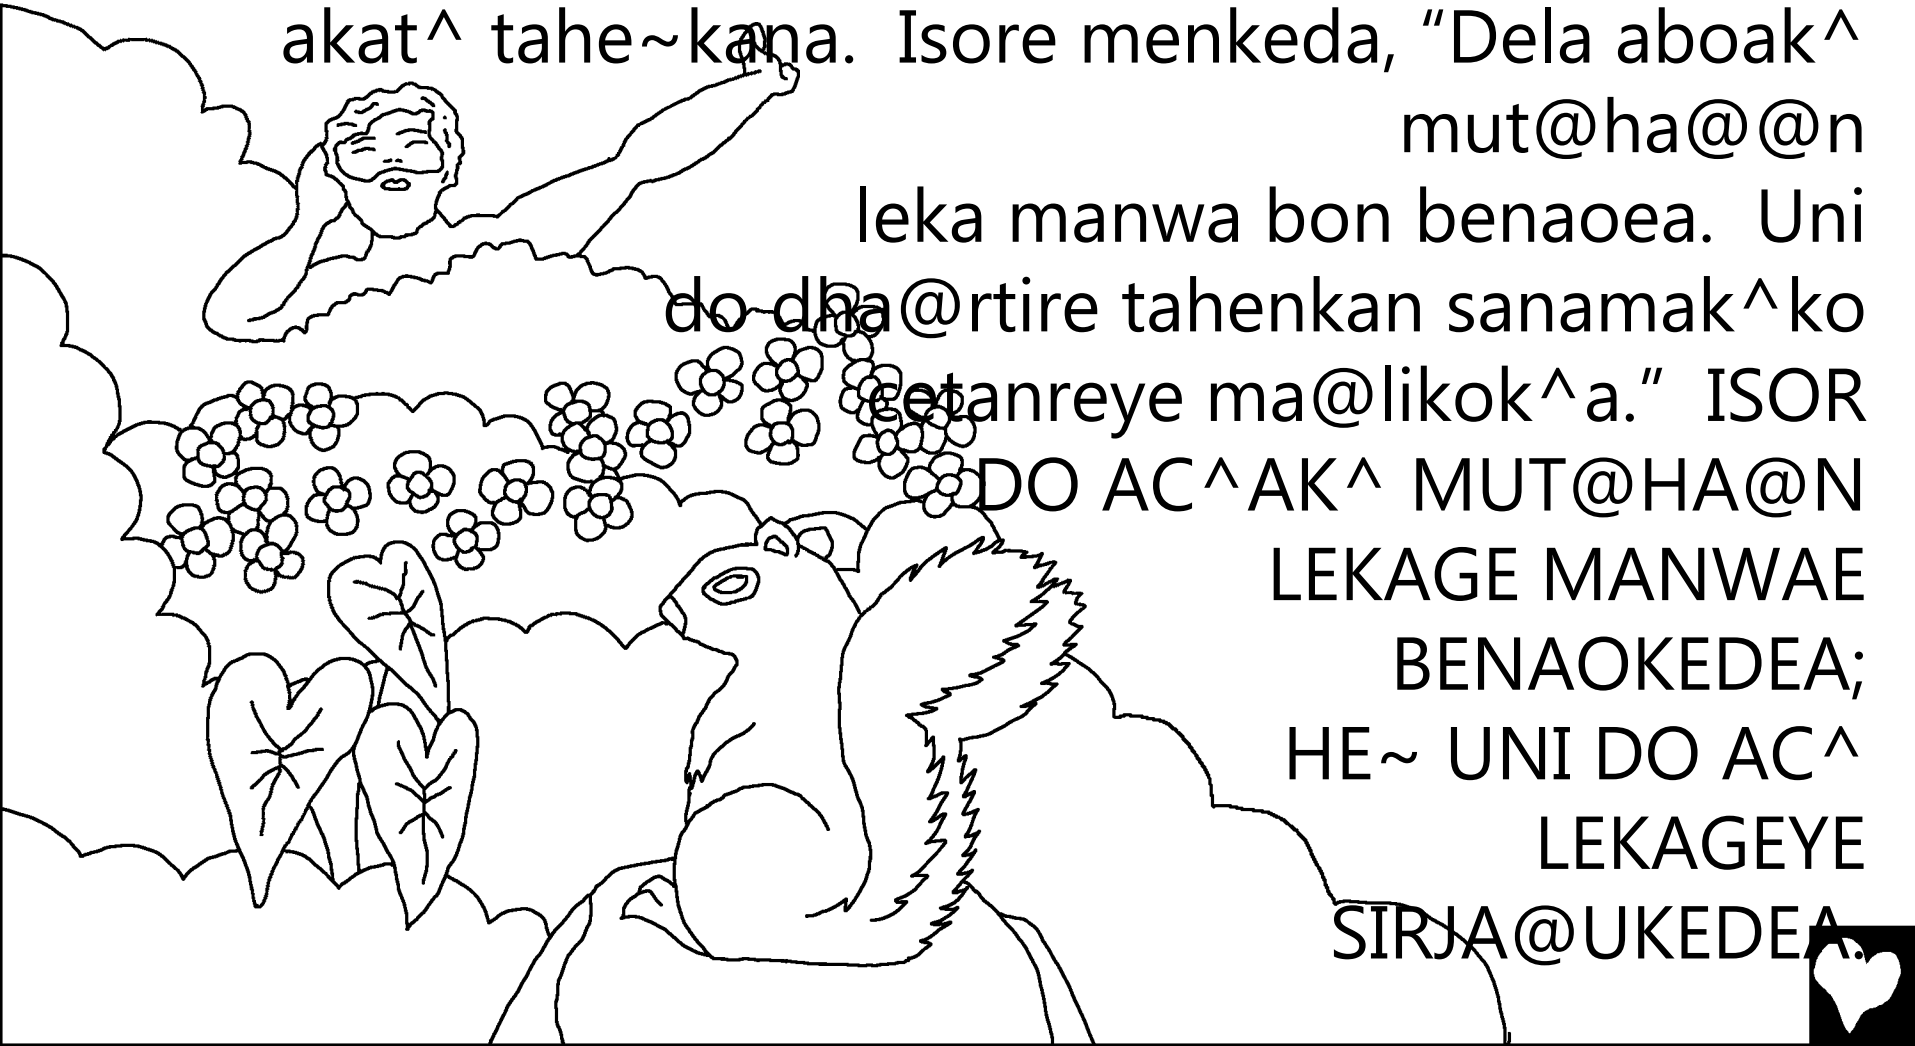 akat^ tahe~kana.  Isore menkeda, “Dela aboak^
mut@ha@@n
leka manwa bon benaoea.  Uni
do dha@rtire tahenkan sanamak^ko
cetanreye ma@likok^a.”  ISOR
DO AC^AK^ MUT@HA@N
LEKAGE MANWAE
BENAOKEDEA;
HE~ UNI DO AC^
LEKAGEYE
SIRJA@UKEDEA.